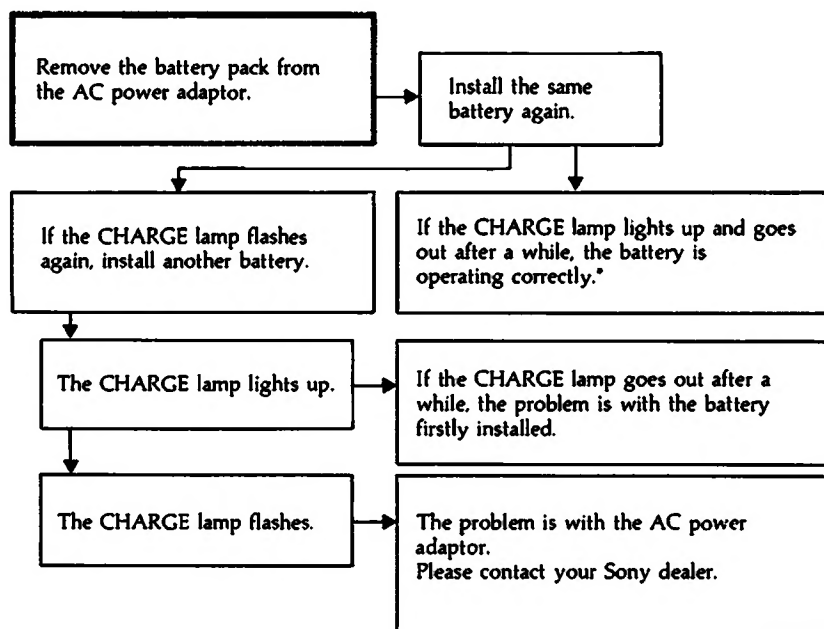 Remove the battery pack from
the AC power adaptor.
Install the same
battery again.
If the CHARGE lamp flashes
again, install another battery.
If the CHARGE lamp lights up and goes
out after a while, the battery is
operating correctly.*
The CHARGE lamp lights up.
If the CHARGE lamp goes out after a
while, the problem is with the battery
firstly installed.
The CHARGE lamp flashes.
The problem is with the AC power
adaptor.
Please contact your Sony dealer.